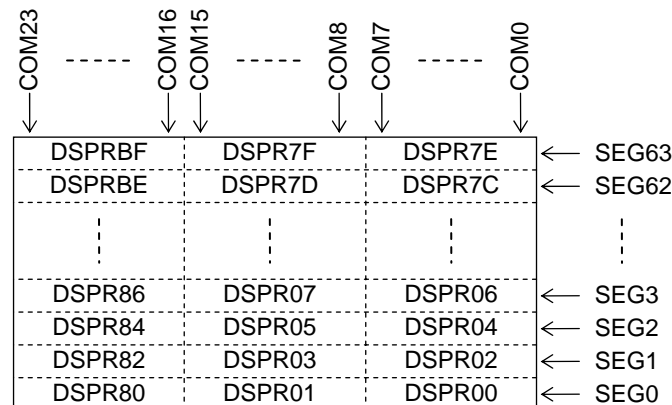 COM23 COM16 COM15 COM8 COM7 COM0
DSPRBF DSPR7F DSPR7E SEG63
DSPRBE DSPR7D DSPR7C SEG62
DSPR86 DSPR07 DSPR06 SEG3
DSPR84 DSPR05 DSPR04 SEG2
DSPR82 DSPR03 DSPR02 SEG1
DSPR80 DSPR01 DSPR00 SEG0